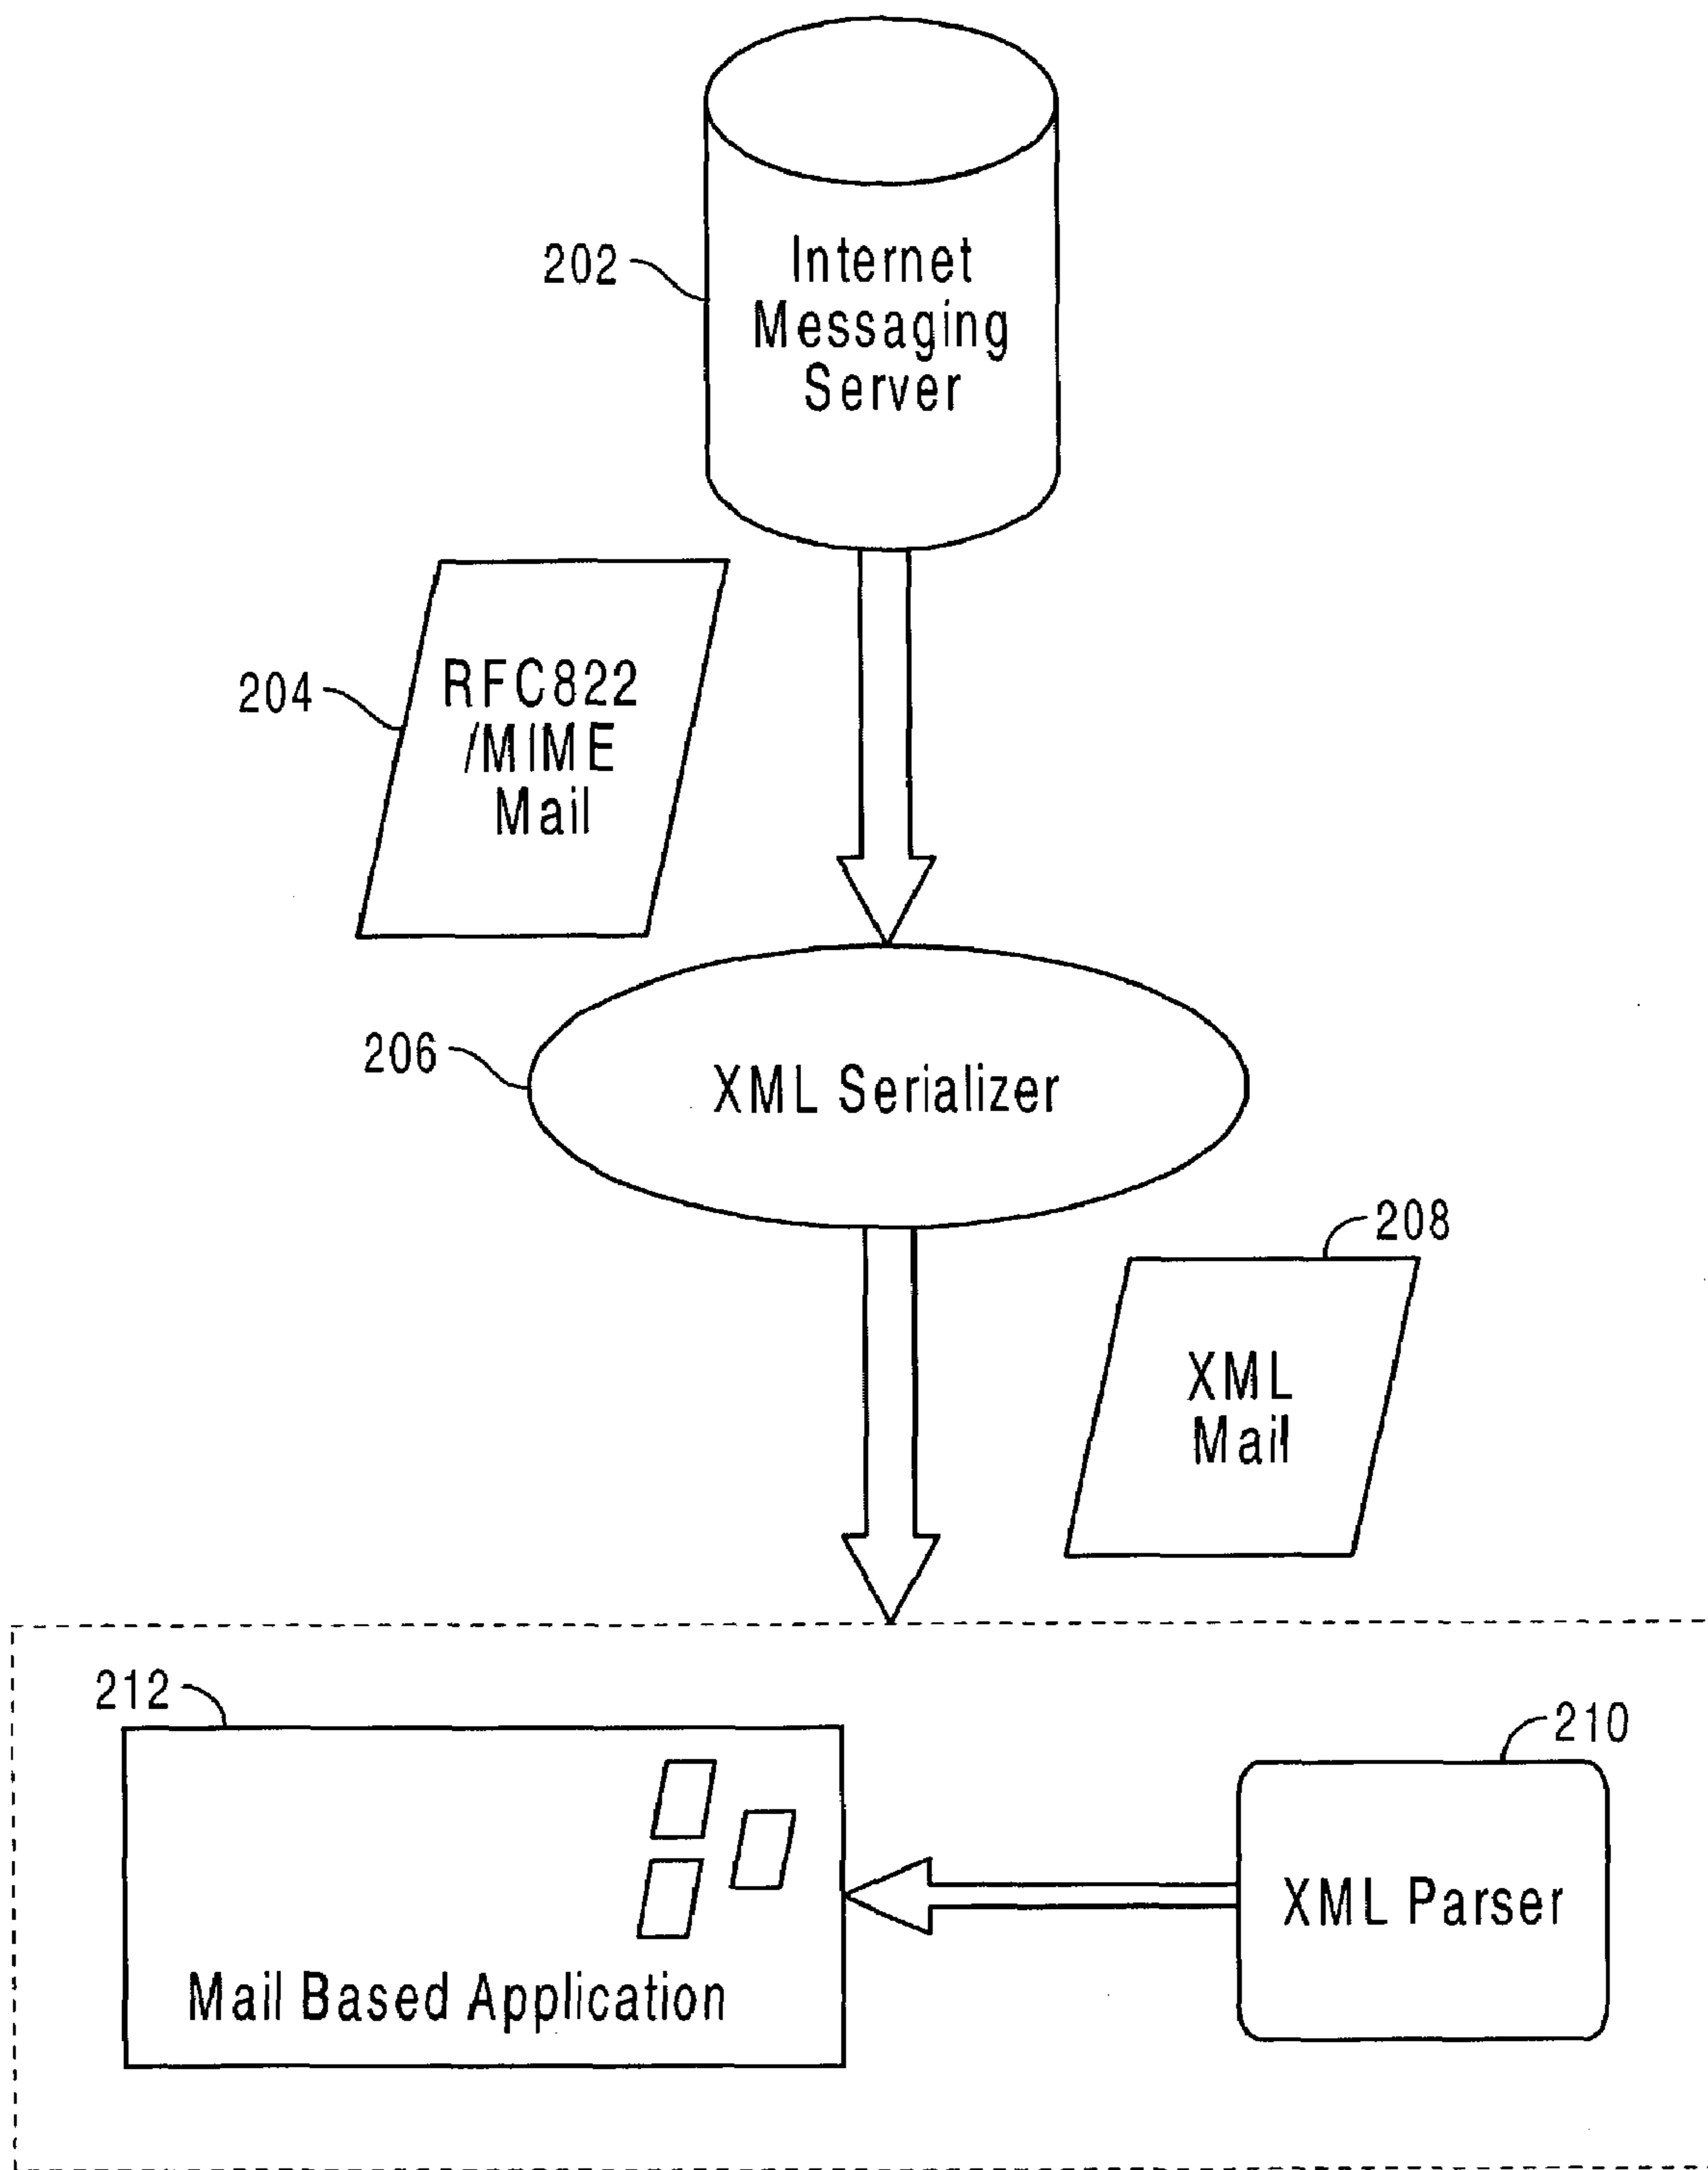 202
Internet
Messaging
Server
204
RFC822
/MIME
Mail
206
XML Serializer
208
XML
Mail
212
210
XML Parser
Mail Based Application